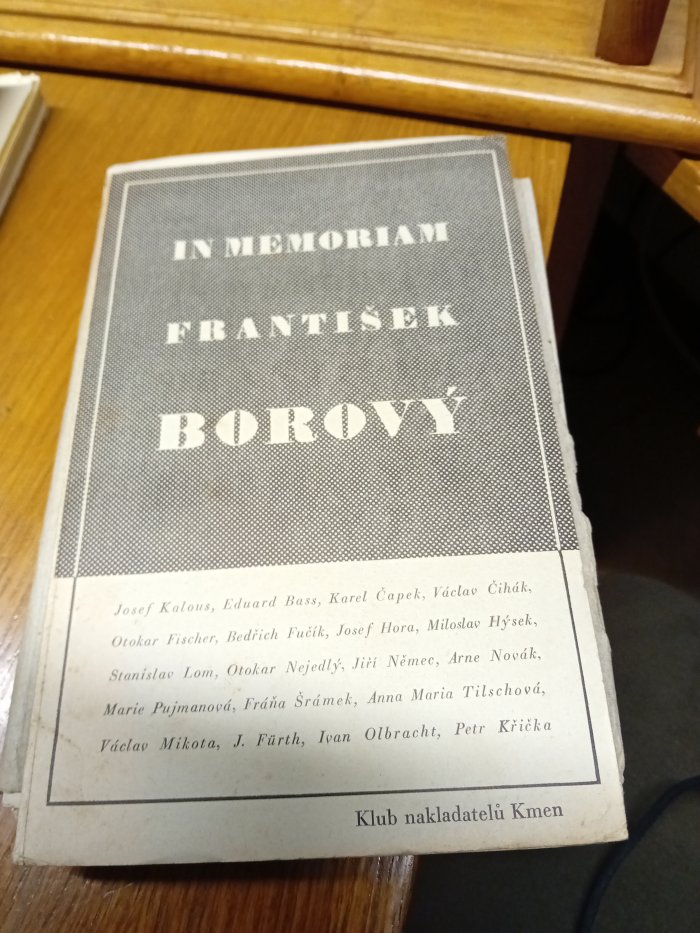 IN MEMORIAM
FRANTIŠEK
BOROVÝ
Josef Kalous, Eduard Bass, Karel Čapek, Václav Čihák,
Otokar Fischer, Bedřich Fučík, Josef Hora, Miloslav Hýsek,
Stanislav Lom, Otokar Nejedlý, Jiří Němec, Arne Novák,
Marie Pujmanová, Fráňa Šrámek, Anna Maria Tilschová,
Václav Mikota, J. Fürth, Ivan Olbracht, Petr Křička
Klub nakladatelů Kmen